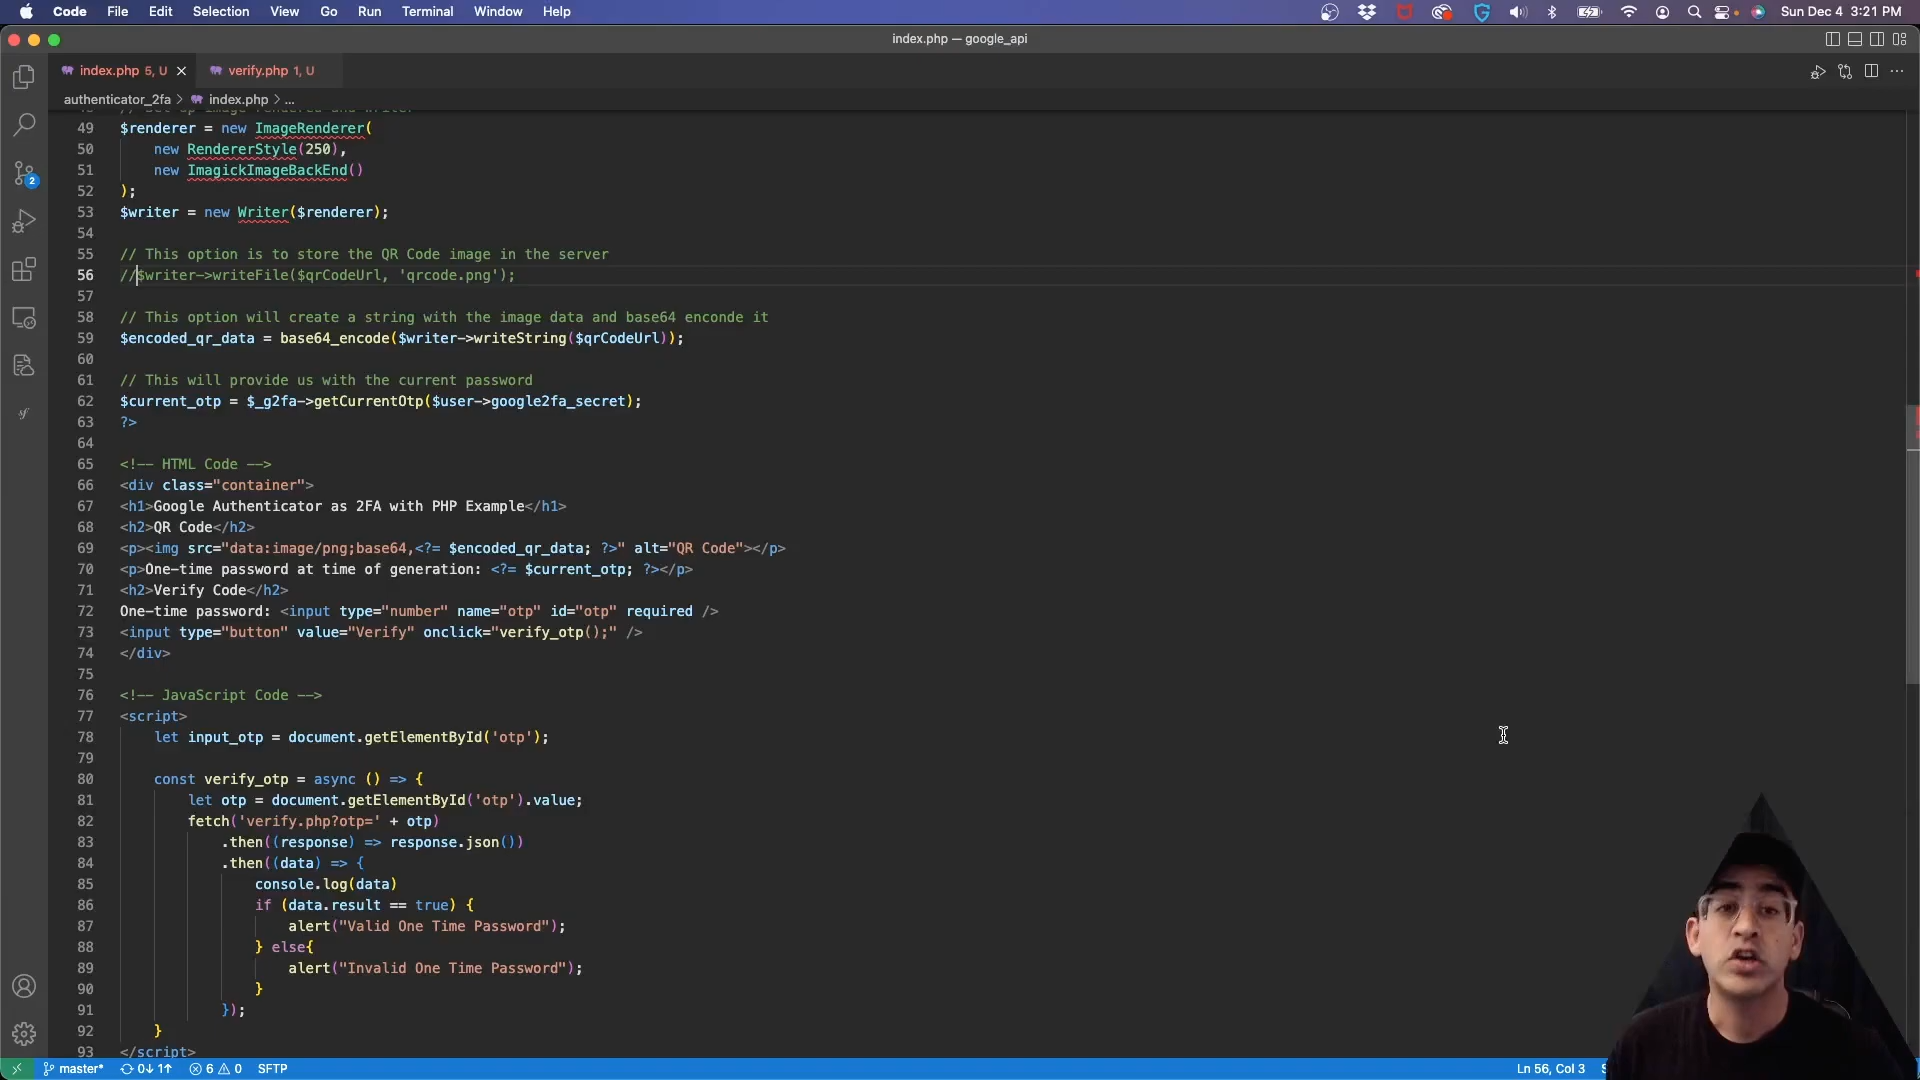 Code File Edit Selection View Go Run Terminal Window Help Sun Dec 4 3:21 PM
index.php — google_api
index.php 5, U verify.php 1, U
authenticator_2fa > index.php > ...
49 $renderer = new ImageRenderer(
50 new RendererStyle(250),
51 new ImagickImageBackEnd()
52 );
53 $writer = new Writer($renderer);
54
55 // This option is to store the QR Code image in the server
56 //$writer->writeFile($qrCodeUrl, 'qrcode.png');
57
58 // This option will create a string with the image data and base64 enconde it
59 $encoded_qr_data = base64_encode($writer->writeString($qrCodeUrl));
60
61 // This will provide us with the current password
62 $current_otp = $_g2fa->getCurrentOtp($user->google2fa_secret);
63 ?>
64
65 <!-- HTML Code -->
66 <div class="container">
67 <h1>Google Authenticator as 2FA with PHP Example</h1>
68 <h2>QR Code</h2>
69 <p><img src="data:image/png;base64,<?= $encoded_qr_data; ?>" alt="QR Code"></p>
70 <p>One-time password at time of generation: <?= $current_otp; ?></p>
71 <h2>Verify Code</h2>
72 One-time password: <input type="number" name="otp" id="otp" required />
73 <input type="button" value="Verify" onclick="verify_otp();" />
74 </div>
75
76 <!-- JavaScript Code -->
77 <script>
78 let input_otp = document.getElementById('otp');
79
80 const verify_otp = async () => {
81 let otp = document.getElementById('otp').value;
82 fetch('verify.php?otp=' + otp)
83 .then((response) => response.json())
84 .then((data) => {
85 console.log(data)
86 if (data.result == true) {
87 alert("Valid One Time Password");
88 } else{
89 alert("Invalid One Time Password");
90 }
91 });
92 }
93 </script>
2
master* 0↓ 1↑ 6 0 SFTP Ln 56, Col 3